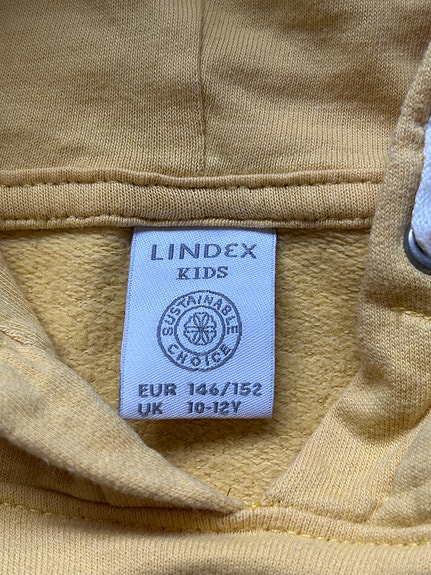 LINDEX
KIDS
SUSTAINABLE
CHOICE
EUR 146/152
UK 10-12Y